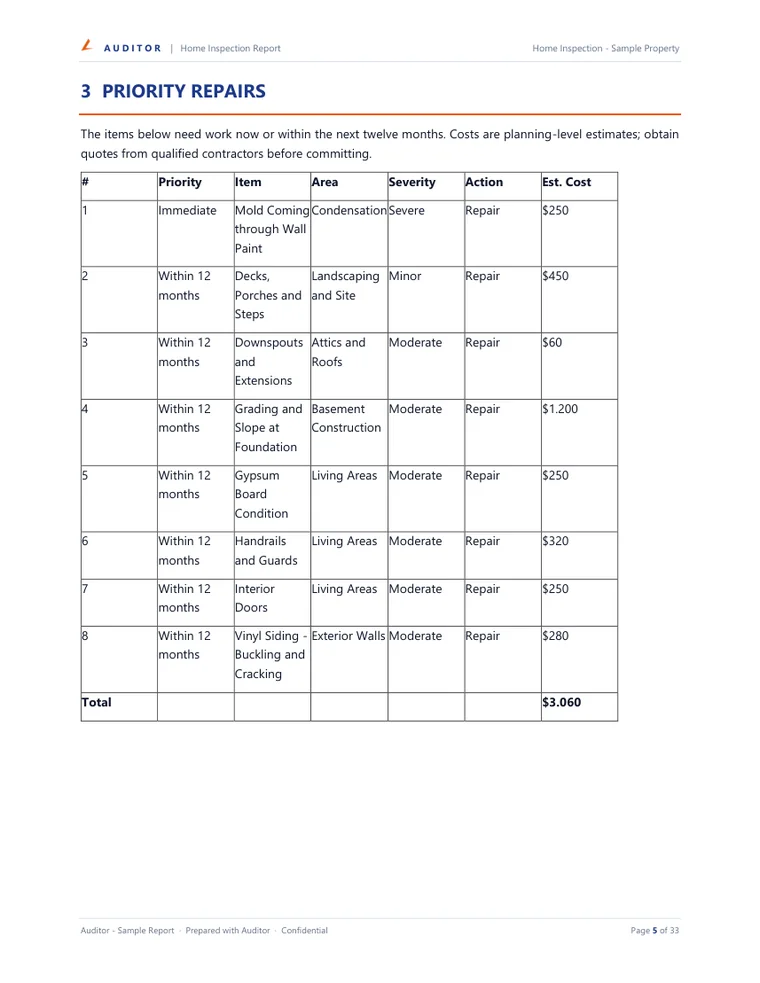 AUDITOR | Home Inspection Report Home Inspection - Sample Property
3 PRIORITY REPAIRS
The items below need work now or within the next twelve months. Costs are planning-level estimates; obtain
quotes from qualified contractors before committing.
# Priority Item Area Severity Action Est. Cost
1 Immediate Mold Coming Condensation Severe Repair $250
through Wall
Paint
2 Within 12 Decks, Landscaping Minor Repair $450
months Porches and and Site
Steps
3 Within 12 Downspouts Attics and Moderate Repair $60
months and Roofs
Extensions
4 Within 12 Grading and Basement Moderate Repair $1.200
months Slope at Construction
Foundation
5 Within 12 Gypsum Living Areas Moderate Repair $250
months Board
Condition
6 Within 12 Handrails Living Areas Moderate Repair $320
months and Guards
7 Within 12 Interior Living Areas Moderate Repair $250
months Doors
8 Within 12 Vinyl Siding - Exterior Walls Moderate Repair $280
months Buckling and
Cracking
Total $3.060
Auditor - Sample Report · Prepared with Auditor · Confidential Page 5 of 33